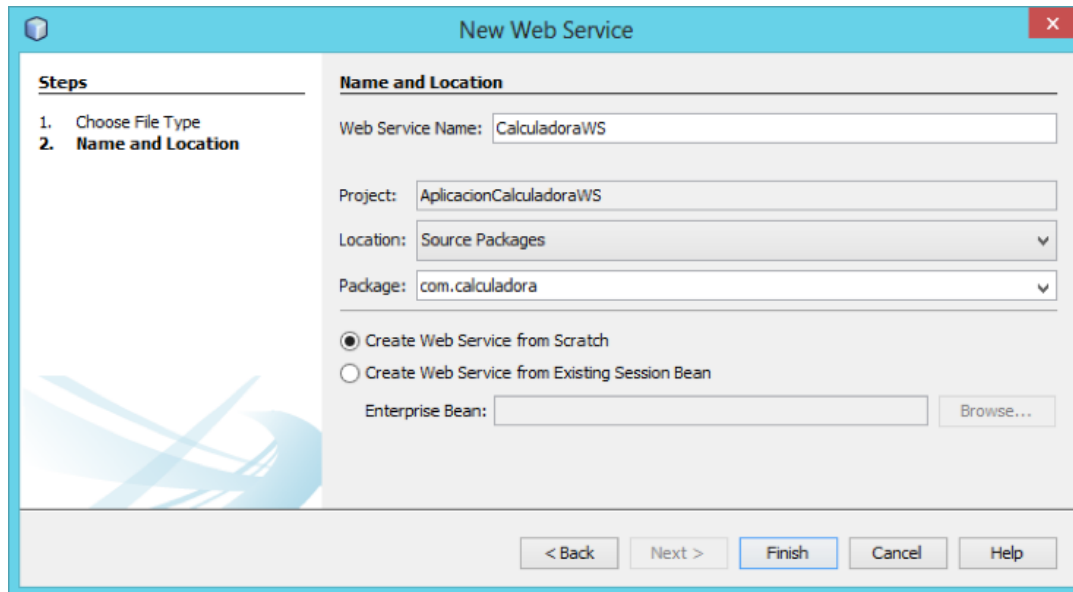 New Web Service
Steps
1. Choose File Type
2. Name and Location
Name and Location
Web Service Name: CalculadoraWS
Project: AplicacionCalculadoraWS
Location: Source Packages
Package: com.calculadora
Create Web Service from Scratch
Create Web Service from Existing Session Bean
Enterprise Bean: Browse...
< Back Next > Finish Cancel Help